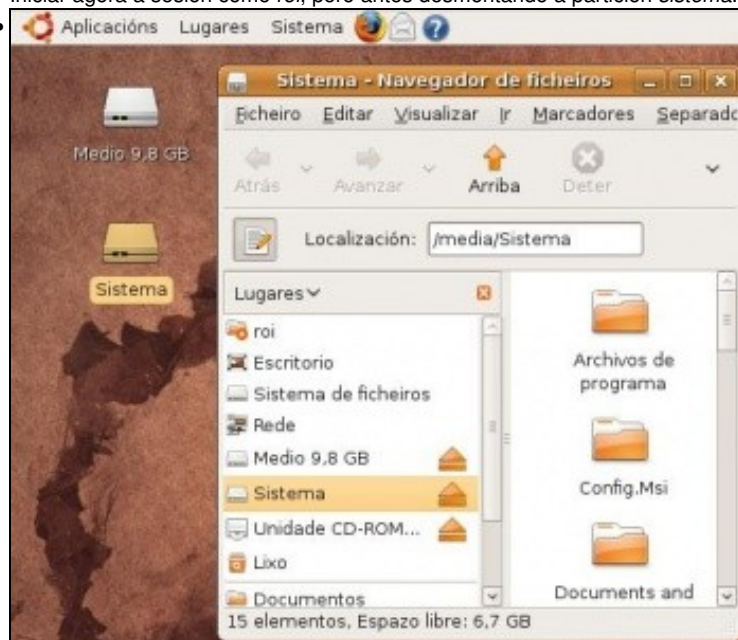 iniciar agora a sesión como roi, pero antes desmontando a partición sistema.
Aplicacións Lugares Sistema
Sistema - Navegador de ficheiros
Ficheiro Editar Visualizar Ir Marcadores Separado
Medio 9,8 GB
Atrás Avanzar Arriba Deter
Localización: /media/Sistema
Sistema
Lugares
roi
Escritorio
Sistema de ficheiros
Rede
Medio 9,8 GB
Sistema
Unidade CD-ROM...
Lixo
Documentos
Archivos de
programa
Config.Msi
Documents and
15 elementos, Espazo libre: 6,7 GB